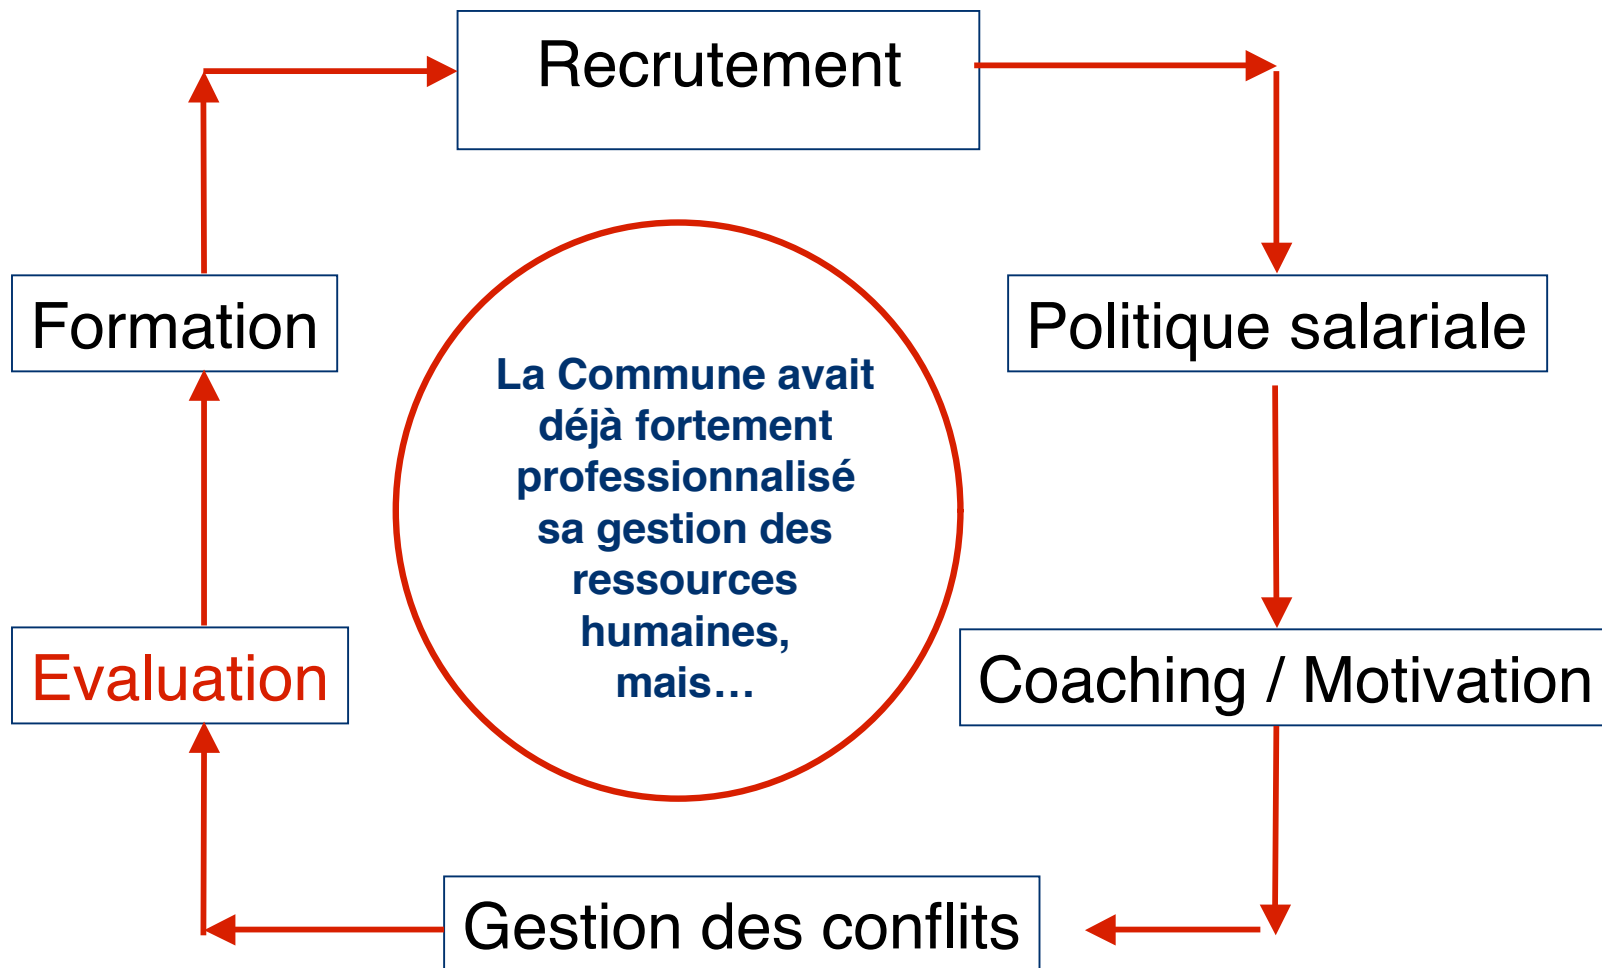 Recrutement
Formation
Politique salariale
La Commune avait
déjà fortement
professionnalisé
sa gestion des
ressources
humaines,
mais…
Evaluation
Coaching / Motivation
Gestion des conflits